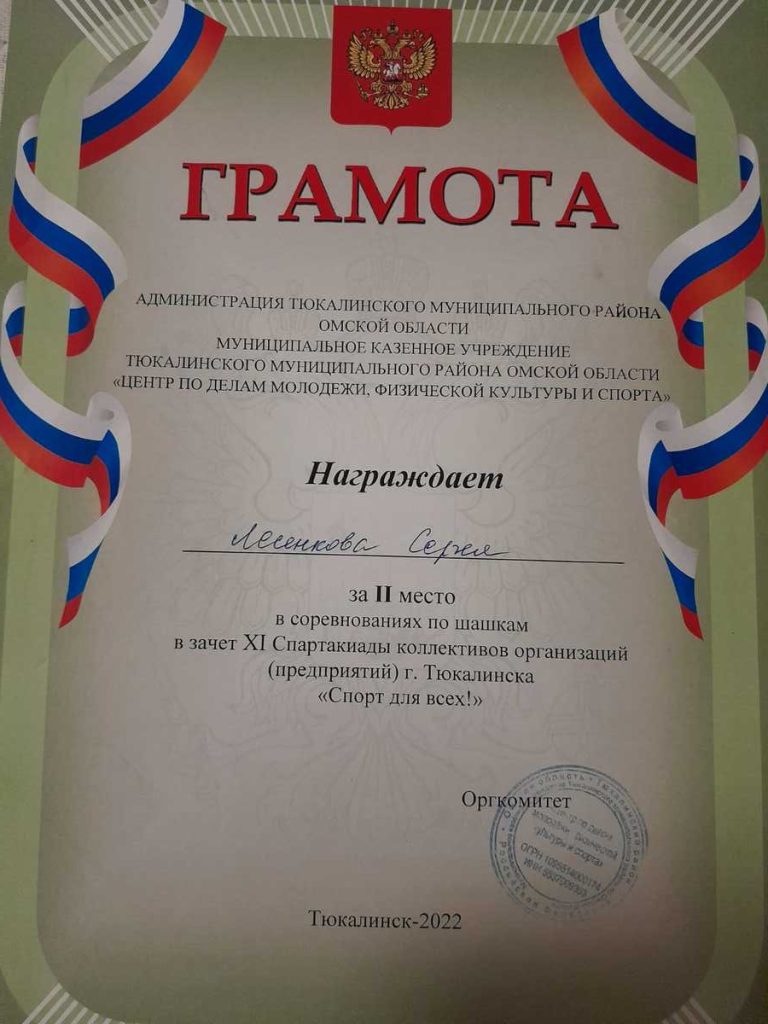 ГРАМОТА
АДМИНИСТРАЦИЯ ТЮКАЛИНСКОГО МУНИЦИПАЛЬНОГО РАЙОНА
ОМСКОЙ ОБЛАСТИ
МУНИЦИПАЛЬНОЕ КАЗЕННОЕ УЧРЕЖДЕНИЕ
ТЮКАЛИНСКОГО МУНИЦИПАЛЬНОГО РАЙОНА ОМСКОЙ ОБЛАСТИ
«ЦЕНТР ПО ДЕЛАМ МОЛОДЕЖИ, ФИЗИЧЕСКОЙ КУЛЬТУРЫ И СПОРТА»
Награждает
Лесенкова Сергея
за II место
в соревнованиях по шашкам
в зачет XI Спартакиады коллективов организаций
(предприятий) г. Тюкалинска
«Спорт для всех!»
Оргкомитет
Тюкалинск-2022